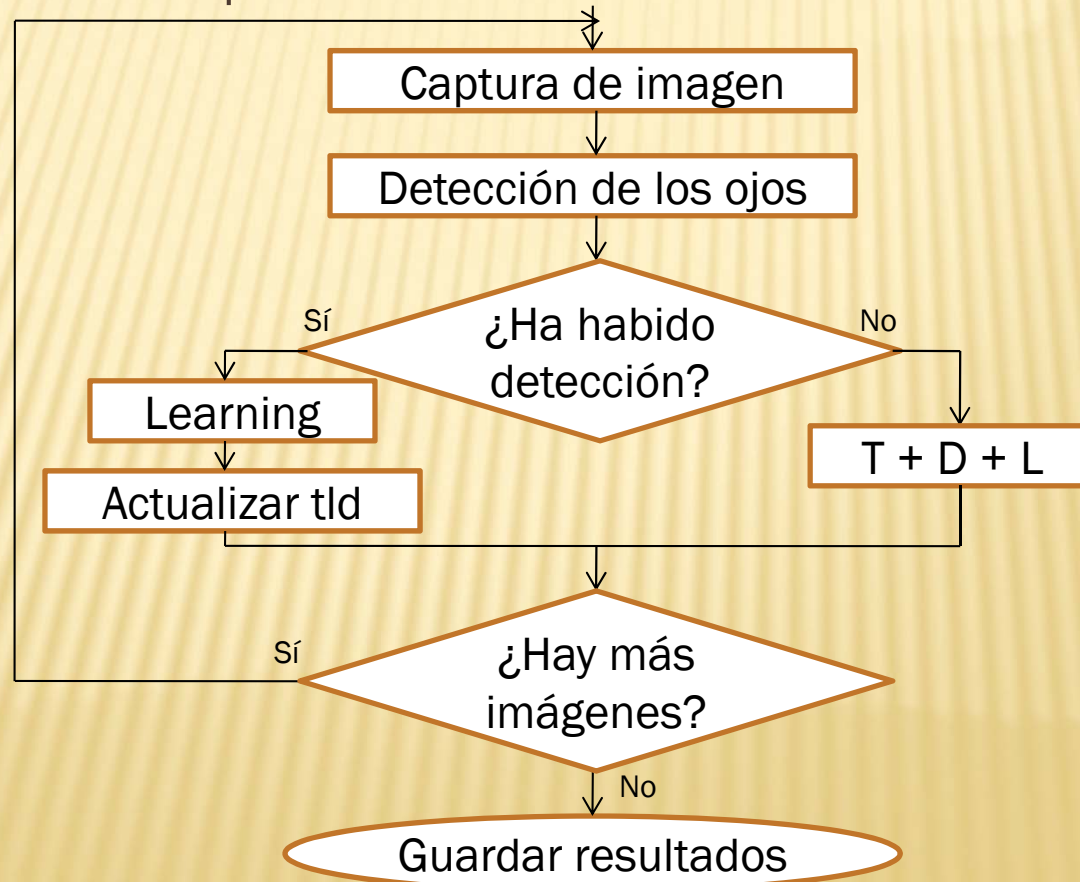 Captura de imagen
Detección de los ojos
¿Ha habido
detección?
Sí
No
Learning
Actualizar tld
T + D + L
¿Hay más
imágenes?
Sí
No
Guardar resultados